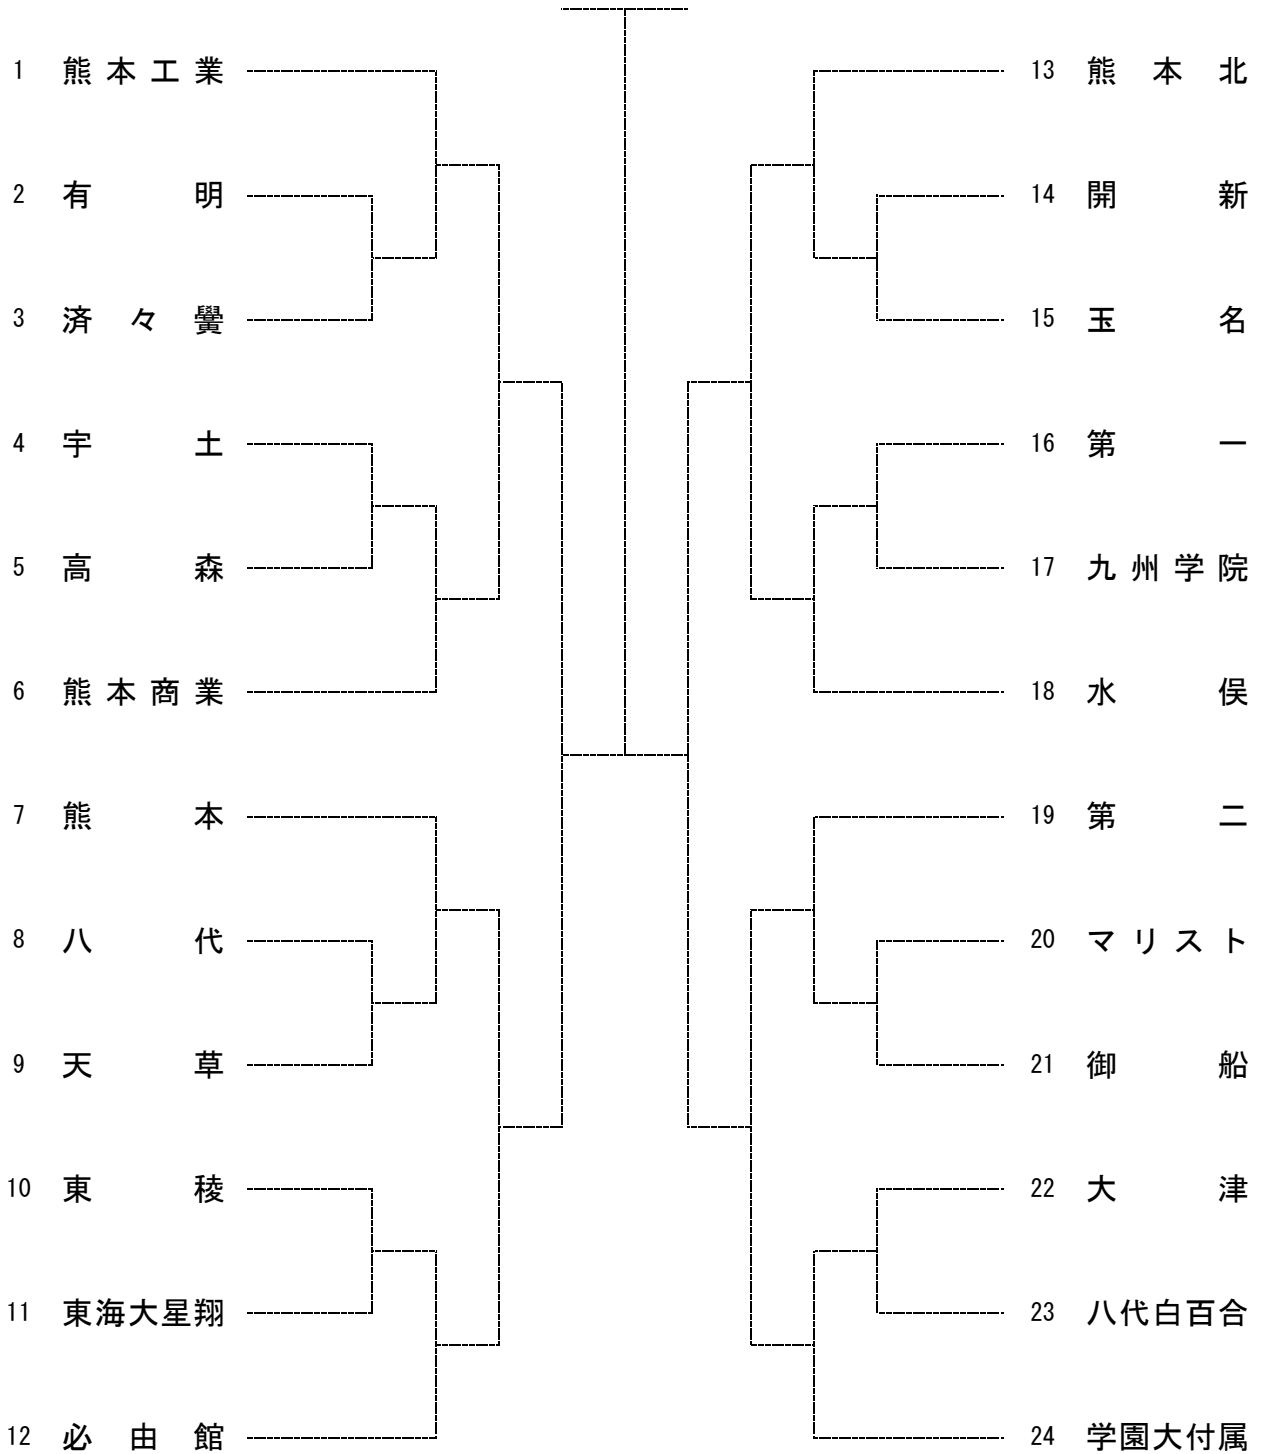 1 熊本工業
2 有明
3 済々黌
4 宇土
5 高森
6 熊本商業
7 熊本
8 八代
9 天草
10 東稜
11 東海大星翔
12 必由館
13 熊本北
14 開新
15 玉名
16 第一
17 九州学院
18 水俣
19 第二
20 マリスト
21 御船
22 大津
23 八代白百合
24 学園大付属